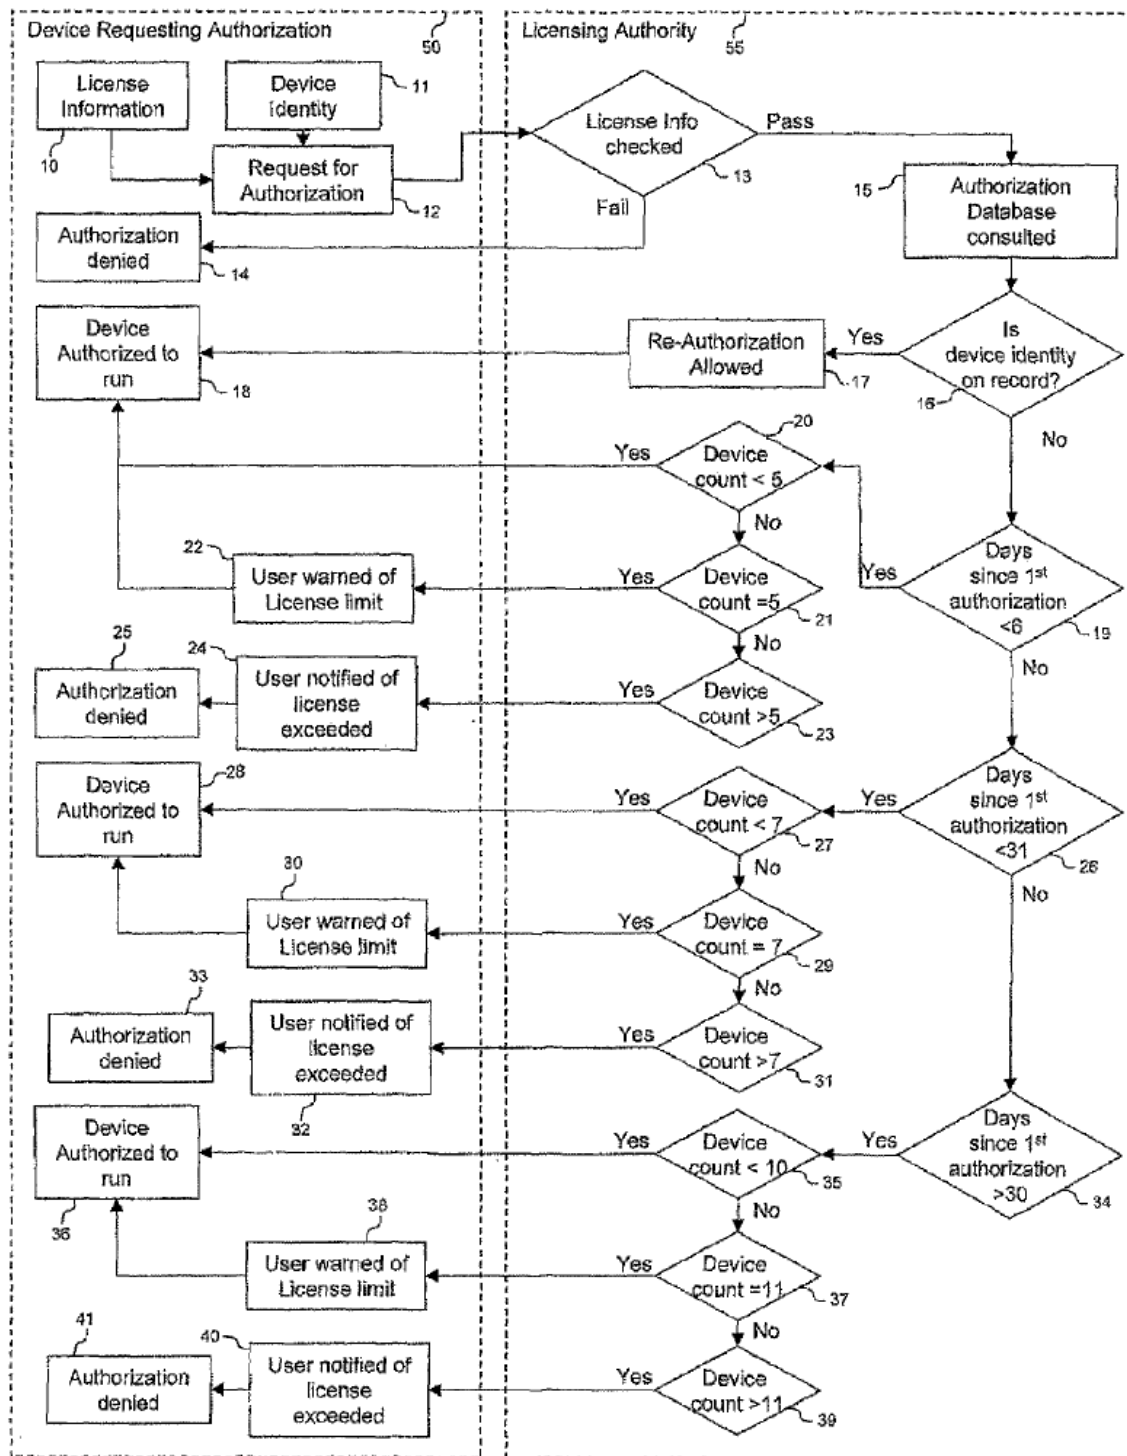 Device Requesting Authorization
50
Licensing Authority
55
License
Information
10
Device
Identity
11
Request for
Authorization
12
License Info
checked
13
Pass
Fail
Authorization
denied
14
15
Authorization
Database
consulted
Is
device identity
on record?
16
Yes
No
Re-Authorization
Allowed
17
Device
Authorized to
run
18
Days
since 1st
authorization
<6
19
Yes
No
Device
count < 5
20
Yes
No
Device
count =5
21
Yes
No
22
User warned of
License limit
Device
count >5
23
Yes
24
User notified of
license
exceeded
25
Authorization
denied
Days
since 1st
authorization
<31
26
Yes
No
Device
count < 7
27
Yes
No
Device
Authorized to
run
28
Device
count = 7
29
Yes
No
30
User warned of
License limit
Device
count >7
31
Yes
User notified of
license
exceeded
32
33
Authorization
denied
Days
since 1st
authorization
>30
34
Yes
Device
count < 10
35
Yes
No
Device
Authorized to
run
36
Device
count =11
37
Yes
No
38
User warned of
License limit
Device
count >11
39
Yes
40
User notified of
license
exceeded
41
Authorization
denied